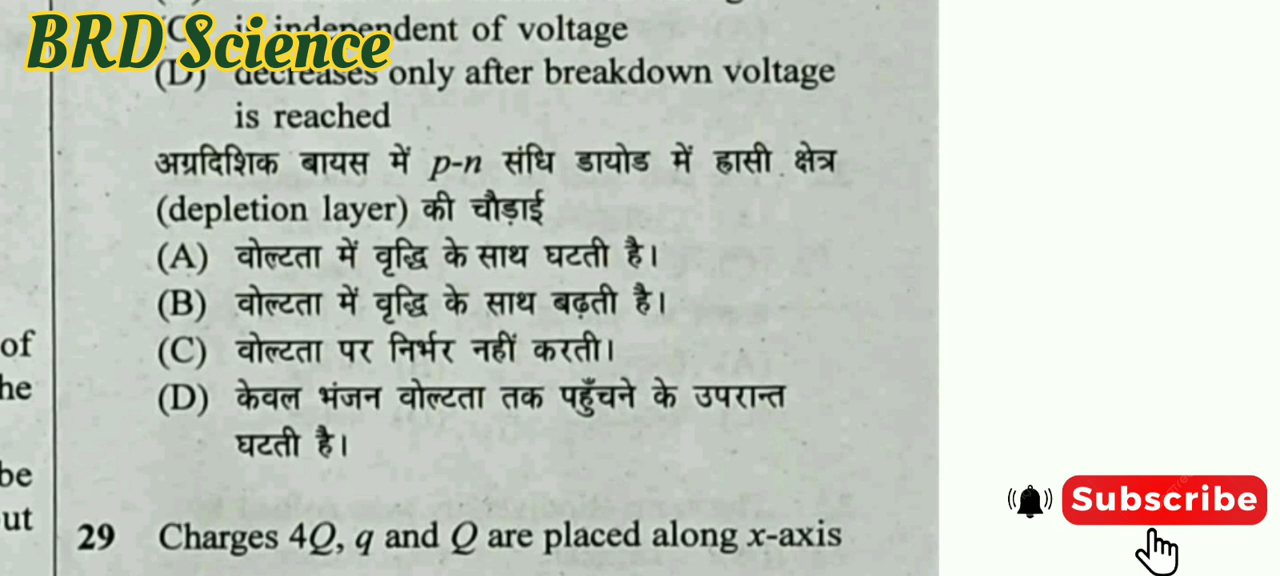 BRD Science
(C) is independent of voltage
(D) decreases only after breakdown voltage
is reached
अग्रदिशिक बायस में p-n संधि डायोड में ह्रासी क्षेत्र
(depletion layer) की चौड़ाई
(A) वोल्टता में वृद्धि के साथ घटती है।
(B) वोल्टता में वृद्धि के साथ बढ़ती है।
(C) वोल्टता पर निर्भर नहीं करती।
(D) केवल भंजन वोल्टता तक पहुँचने के उपरान्त
घटती है।
of
he
be
ut
29 Charges 4Q, q and Q are placed along x-axis
Subscribe